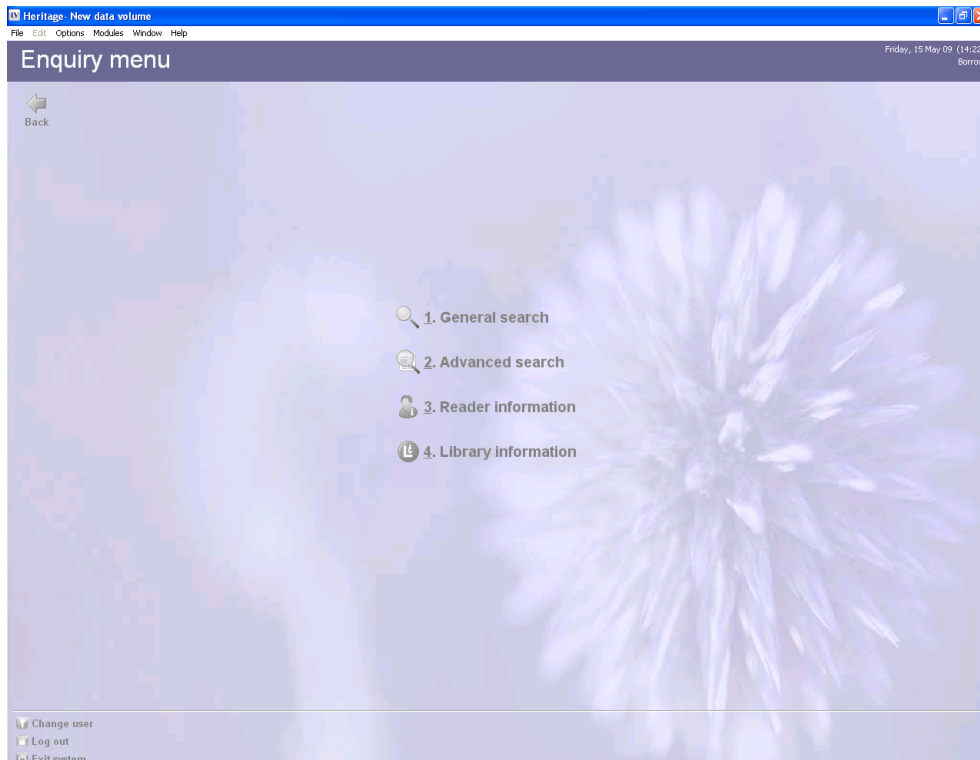 Heritage- New data volume
File Edit Options Modules Window Help
Enquiry menu
Friday, 15 May 09 (14:22
Back
1. General search
2. Advanced search
3. Reader information
4. Library information
Change user
Log out
Exit system